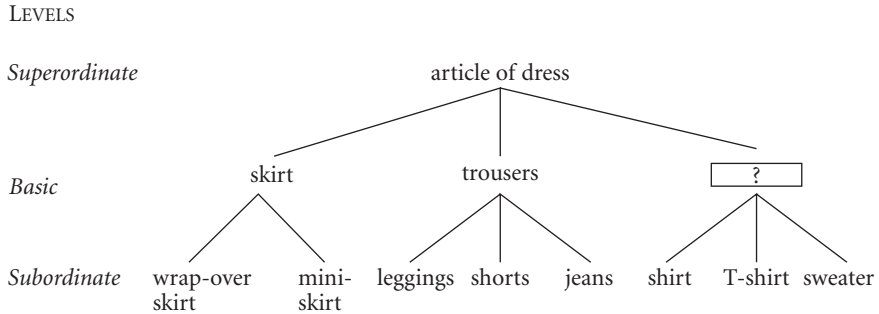 LEVELS
Superordinate article of dress
Basic skirt trousers ?
Subordinate wrap-over skirt mini-skirt leggings shorts jeans shirt T-shirt sweater